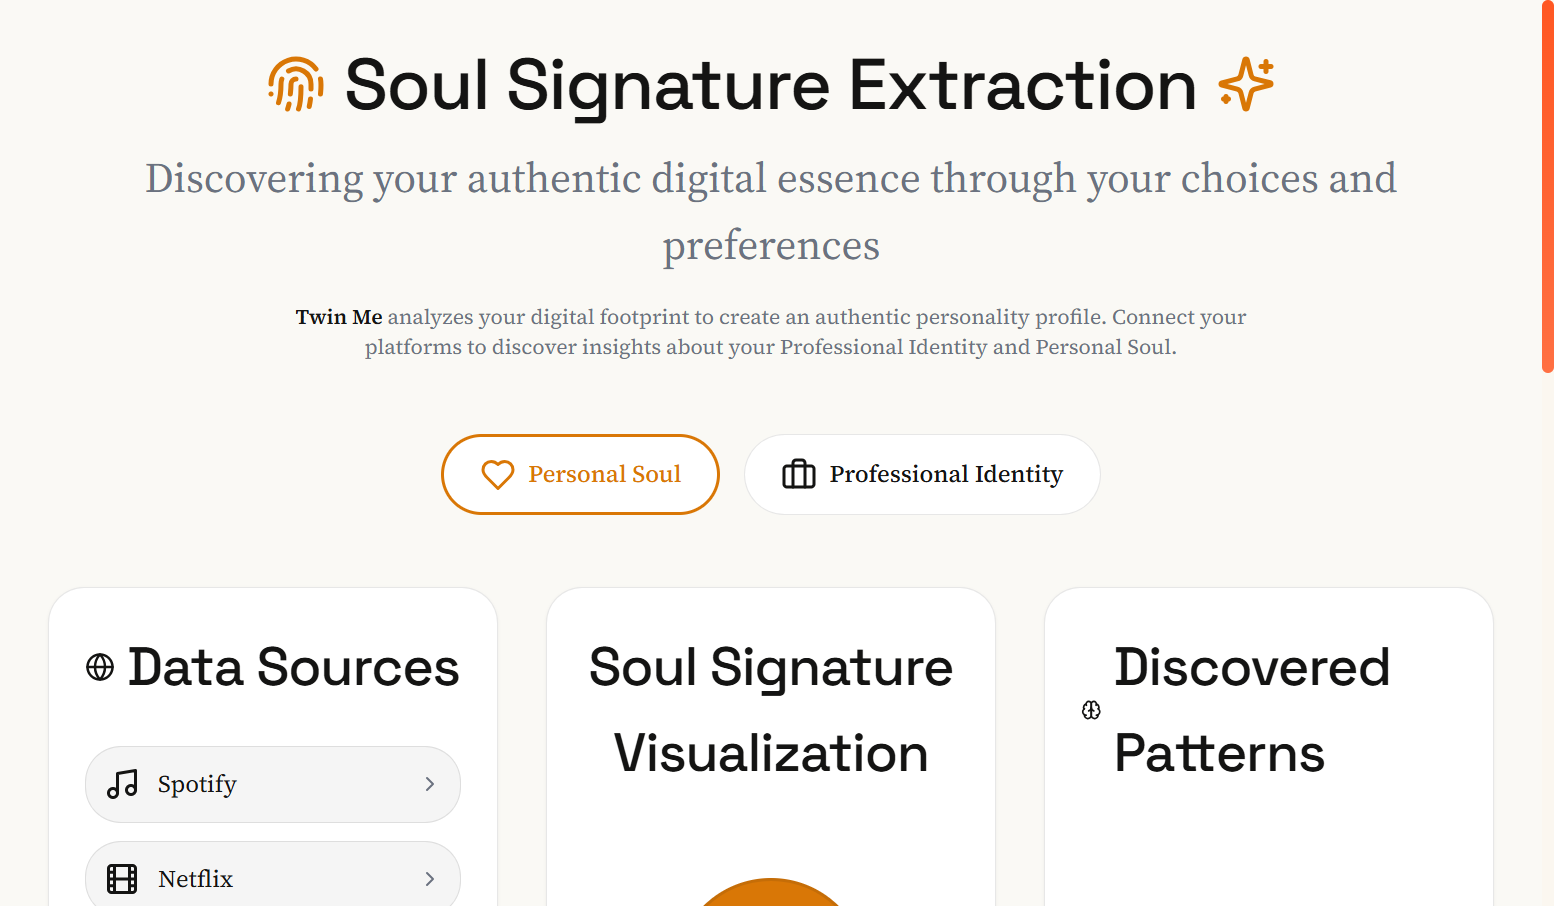 Soul Signature Extraction
Discovering your authentic digital essence through your choices and
preferences
Twin Me analyzes your digital footprint to create an authentic personality profile. Connect your
platforms to discover insights about your Professional Identity and Personal Soul.
Personal Soul
Professional Identity
Data Sources
Spotify
Netflix
Soul Signature
Visualization
Discovered
Patterns